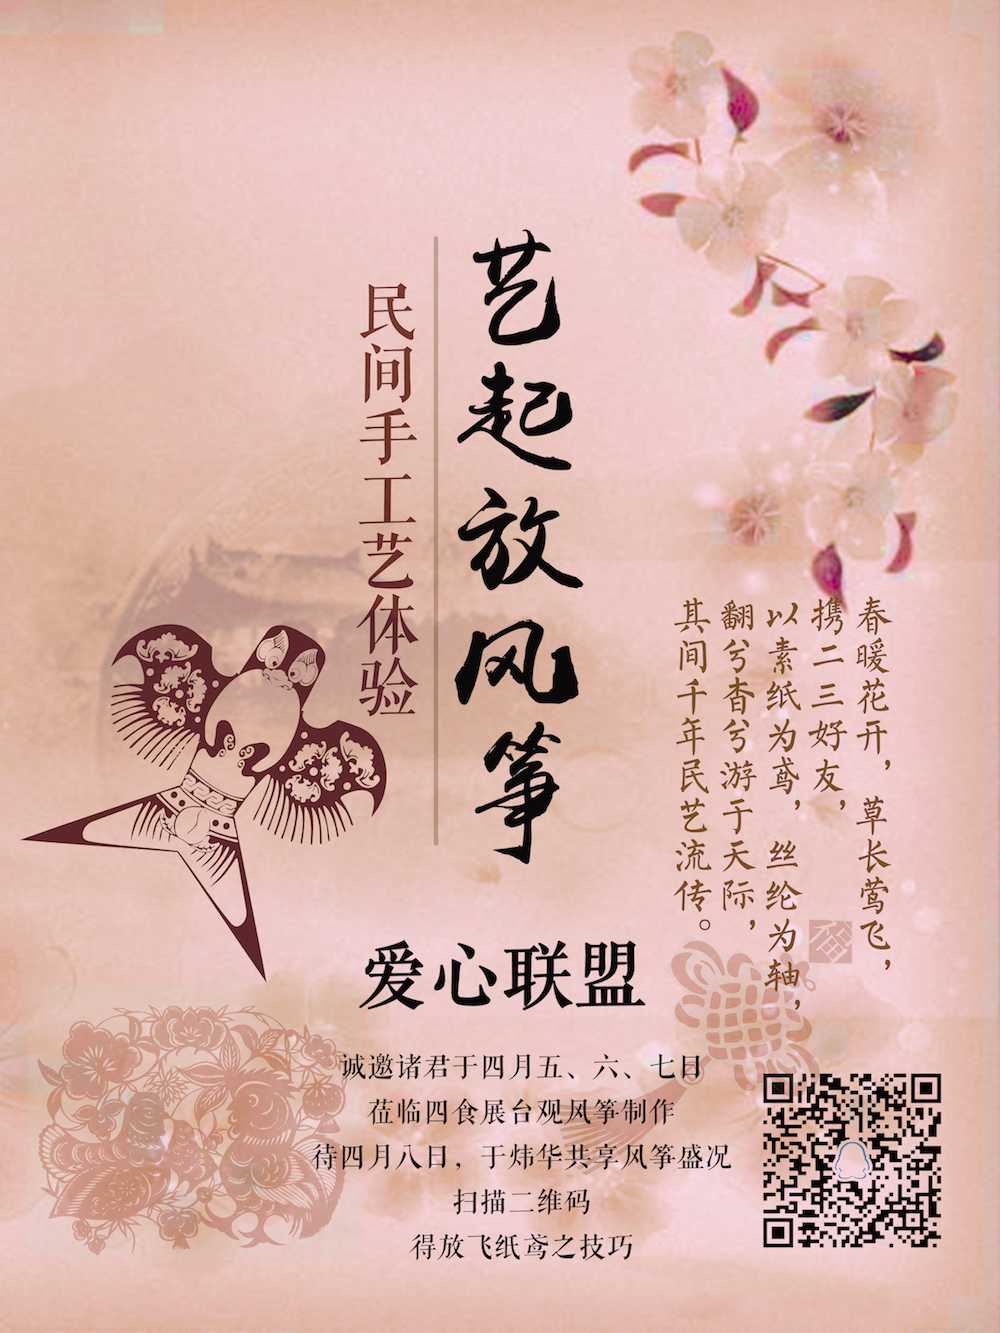 艺起放风筝
民间手工艺体验
春暖花开，草长莺飞，
携二三好友，
以素纸为鸢，丝纶为轴，
翻兮杳兮游于天际，
其间千年民艺流传。
爱心联盟
诚邀诸君于四月五、六、七日
莅临四食展台观风筝制作
待四月八日，于炜华共享风筝盛况
扫描二维码
得放飞纸鸢之技巧